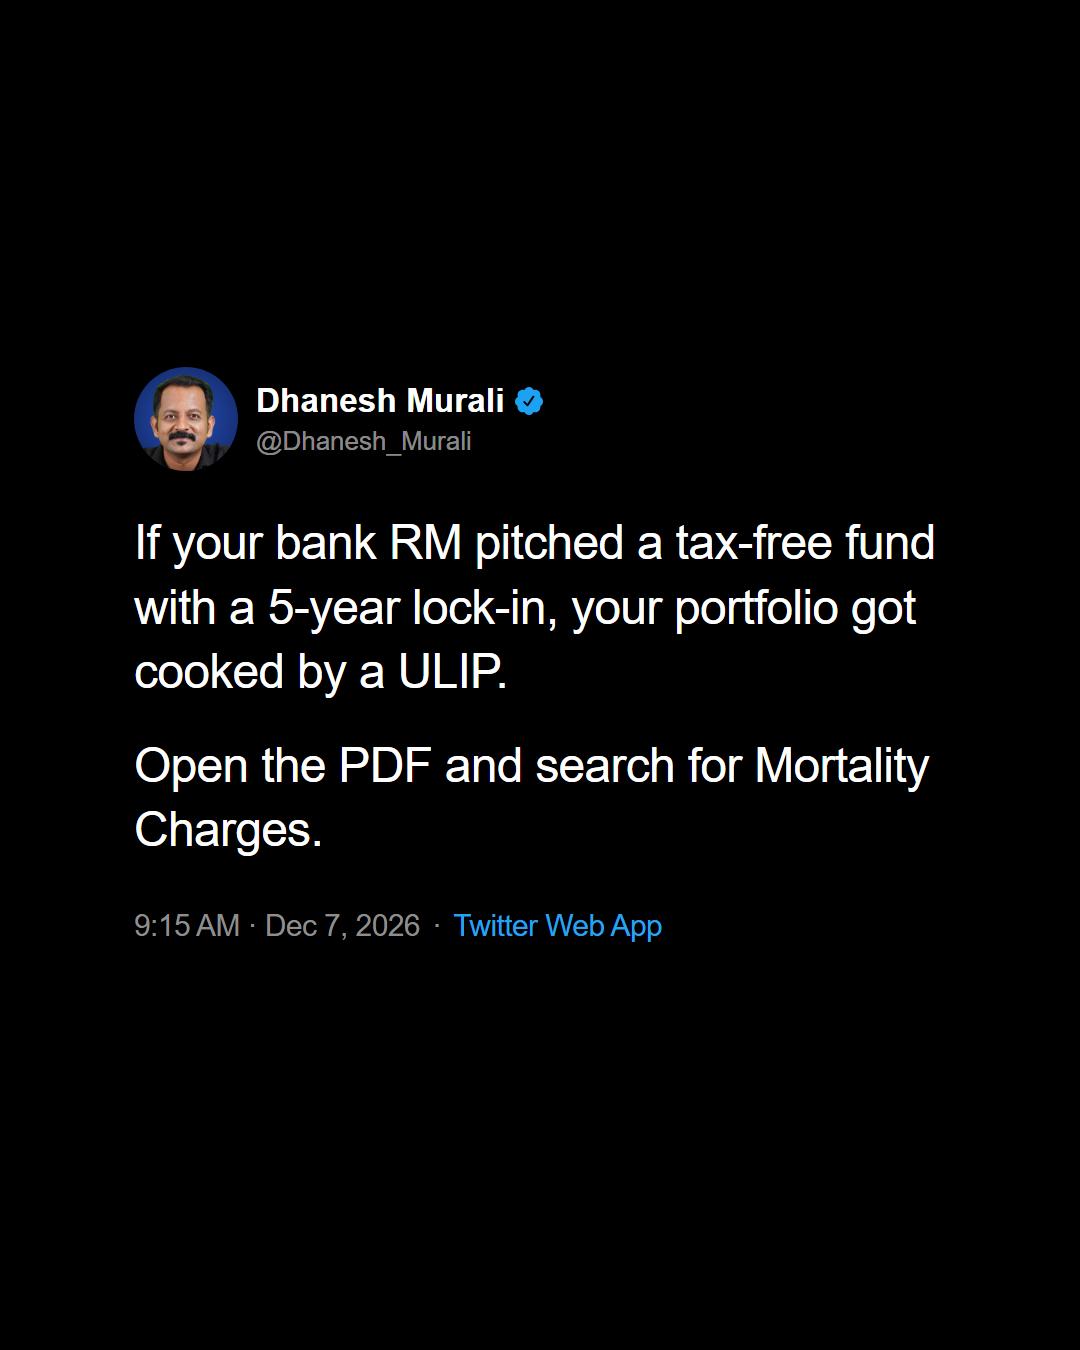 Dhanesh Murali
@Dhanesh_Murali
If your bank RM pitched a tax-free fund
with a 5-year lock-in, your portfolio got
cooked by a ULIP.
Open the PDF and search for Mortality
Charges.
9:15 AM · Dec 7, 2026 · Twitter Web App